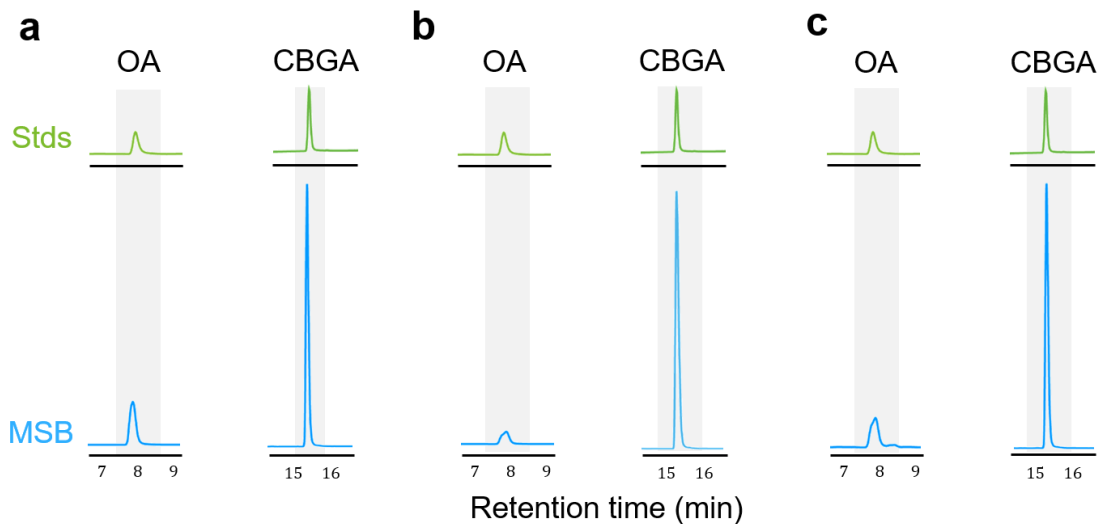 a b c
OA CBGA OA CBGA OA CBGA
Stds
MSB
7 8 9 15 16 7 8 9 15 16 7 8 9 15 16
Retention time (min)